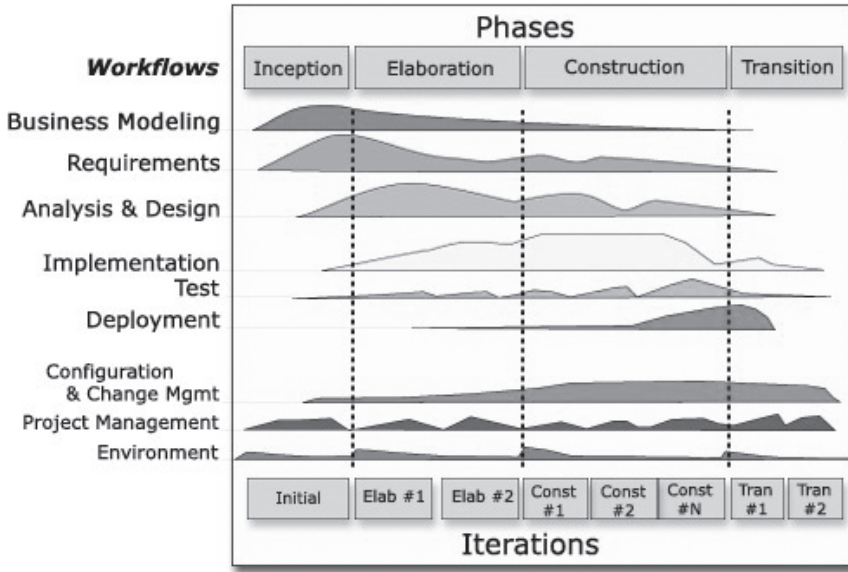 Phases
Workflows
Inception
Elaboration
Construction
Transition
Business Modeling
Requirements
Analysis & Design
Implementation
Test
Deployment
Configuration
& Change Mgmt
Project Management
Environment
Initial
Elab #1
Elab #2
Const
#1
Const
#2
Const
#N
Tran
#1
Tran
#2
Iterations